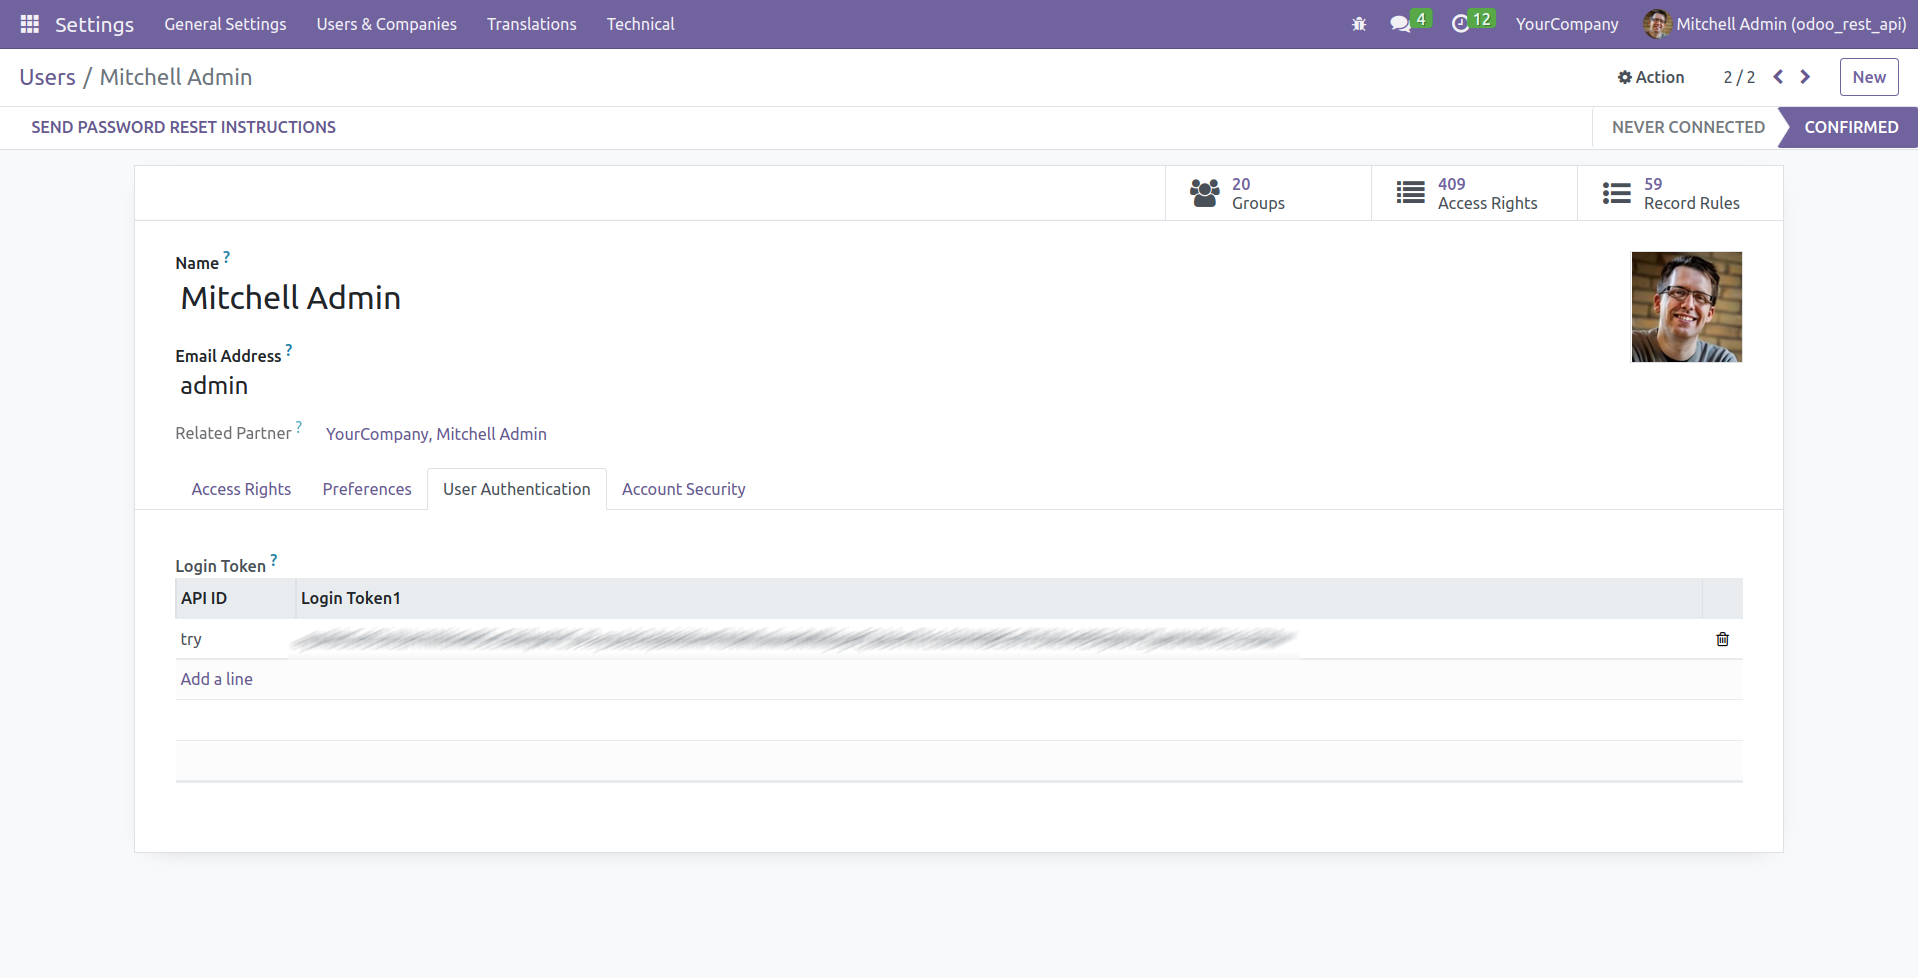 Settings General Settings Users & Companies Translations Technical 4 12 YourCompany Mitchell Admin (odoo_rest_api)
Users / Mitchell Admin Action 2 / 2 New
SEND PASSWORD RESET INSTRUCTIONS NEVER CONNECTED CONFIRMED
20 Groups
409 Access Rights
59 Record Rules
Name ?
Mitchell Admin
Email Address ?
admin
Related Partner ? YourCompany, Mitchell Admin
Access Rights Preferences User Authentication Account Security
Login Token ?
API ID Login Token1
try
Add a line